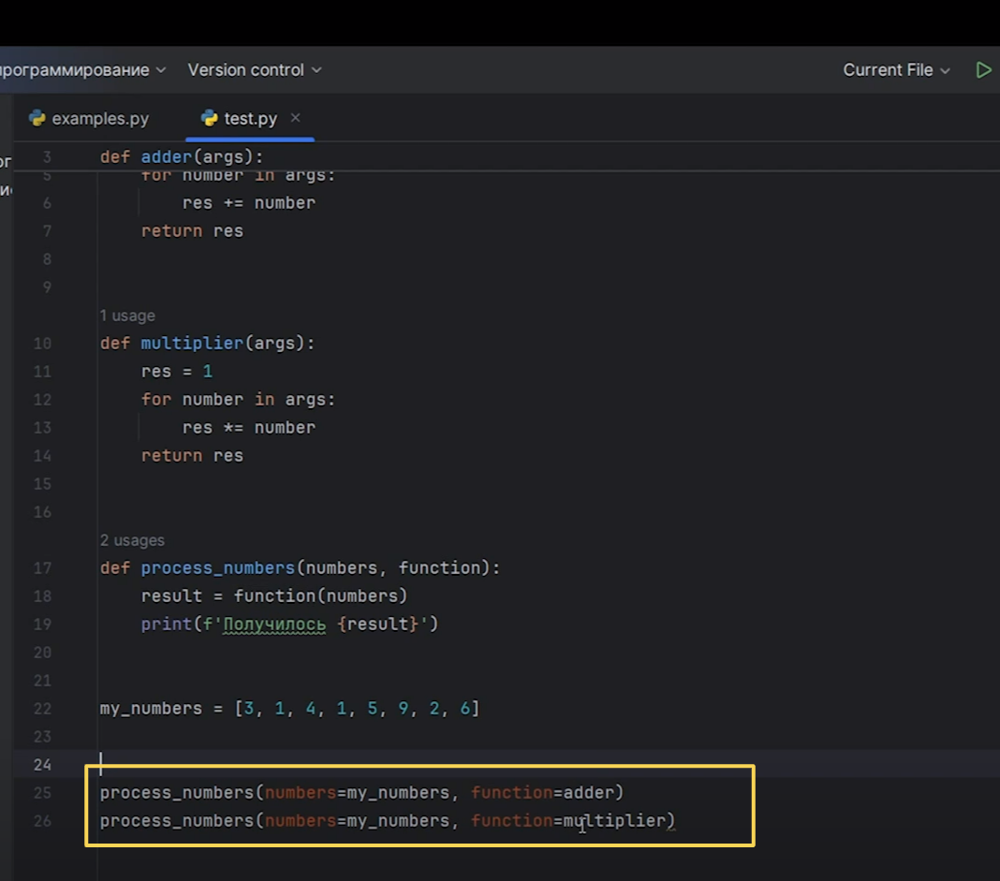 программирование Version control Current File
examples.py test.py
3 def adder(args):
5 for number in args:
6 res += number
7 return res
8
9
1 usage
10 def multiplier(args):
11 res = 1
12 for number in args:
13 res *= number
14 return res
15
16
2 usages
17 def process_numbers(numbers, function):
18 result = function(numbers)
19 print(f'Получилось {result}')
20
21
22 my_numbers = [3, 1, 4, 1, 5, 9, 2, 6]
23
24
25 process_numbers(numbers=my_numbers, function=adder)
26 process_numbers(numbers=my_numbers, function=multiplier)